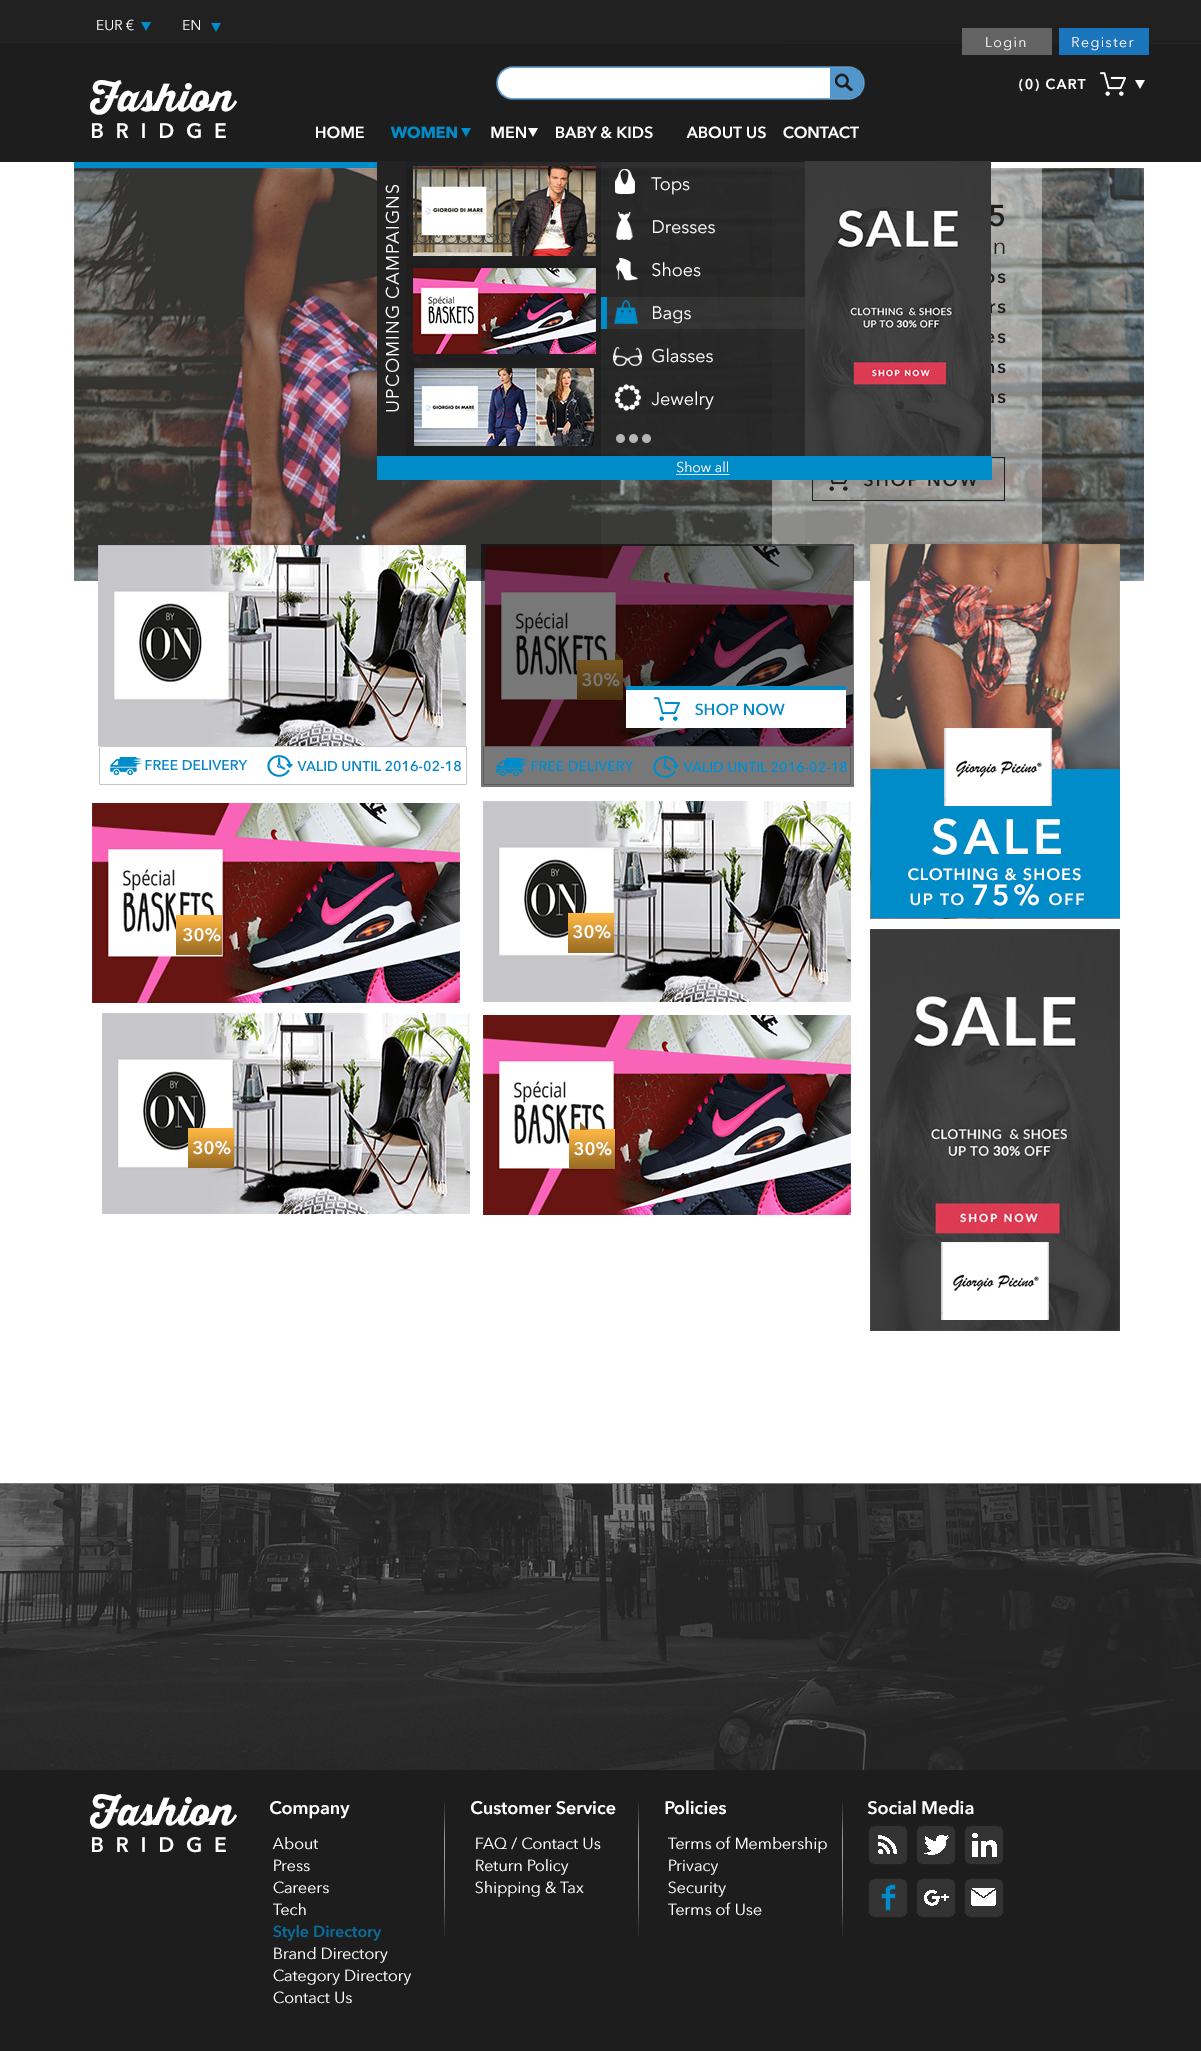 EUR €
EN
Login
Register
Fashion
BRIDGE
(0) CART
HOME
WOMEN
MEN
BABY & KIDS
ABOUT US
CONTACT
UPCOMING CAMPAIGNS
GIORGIO DI MARE
Spécial
BASKETS
GIORGIO DI MARE
Tops
Dresses
Shoes
Bags
Glasses
Jewelry
SALE
CLOTHING & SHOES
UP TO 30% OFF
SHOP NOW
Show all
SHOP NOW
BY
ON
FREE DELIVERY
VALID UNTIL 2016-02-18
Spécial
BASKETS
30%
SHOP NOW
FREE DELIVERY
VALID UNTIL 2016-02-18
Giorgio Picino
SALE
CLOTHING & SHOES
UP TO 75% OFF
Spécial
BASKETS
30%
BY
ON
30%
BY
ON
30%
Spécial
BASKETS
30%
SALE
CLOTHING & SHOES
UP TO 30% OFF
SHOP NOW
Giorgio Picino
Fashion
BRIDGE
Company
About
Press
Careers
Tech
Style Directory
Brand Directory
Category Directory
Contact Us
Customer Service
FAQ / Contact Us
Return Policy
Shipping & Tax
Policies
Terms of Membership
Privacy
Security
Terms of Use
Social Media